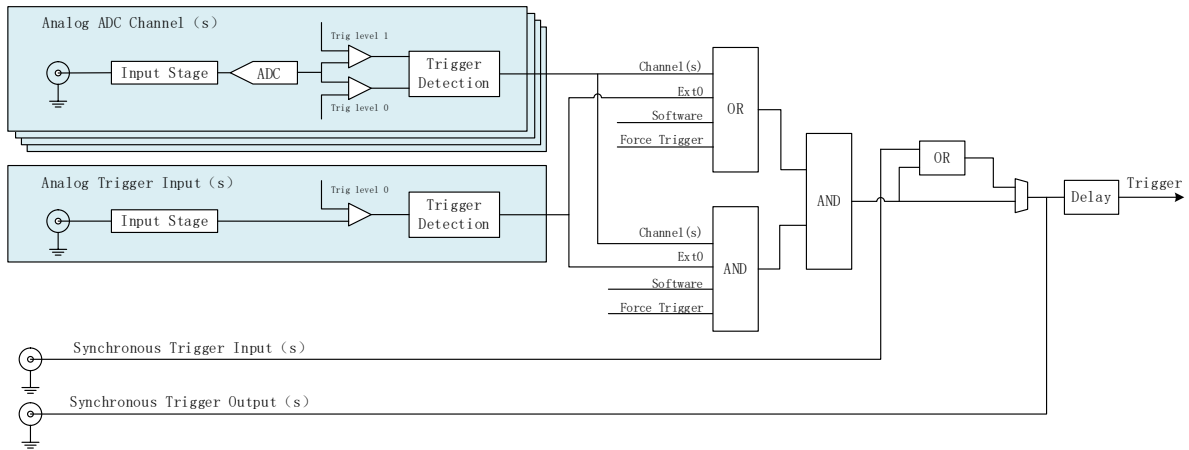 Analog ADC Channel（s）
Trig level 1
Input Stage
ADC
Trigger
Detection
Trig level 0
Channel(s)
Ext0
Software
Force Trigger
OR
Analog Trigger Input（s）
Trig level 0
Input Stage
Trigger
Detection
Channel(s)
Ext0
Software
Force Trigger
AND
AND
OR
Delay
Trigger
Synchronous Trigger Input（s）
Synchronous Trigger Output（s）